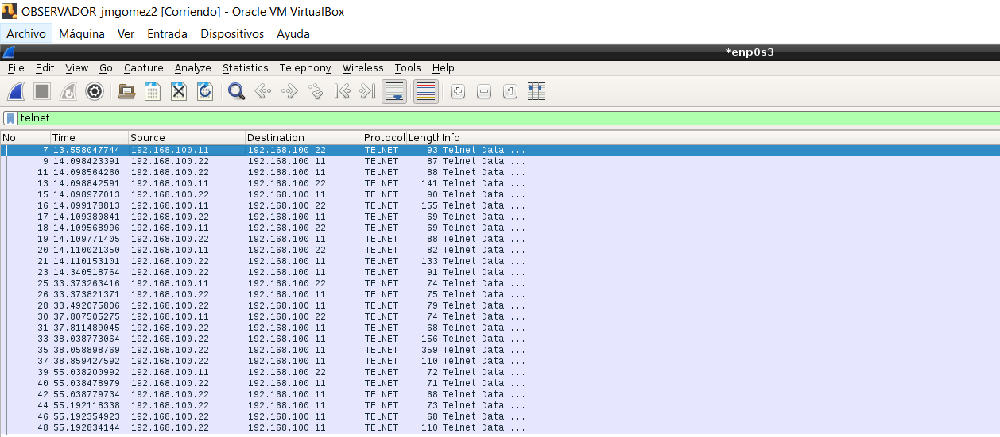 OBSERVADOR_jmgomez2 [Corriendo] - Oracle VM VirtualBox
Archivo Máquina Ver Entrada Dispositivos Ayuda
*enp0s3
File Edit View Go Capture Analyze Statistics Telephony Wireless Tools Help
telnet
No. Time Source Destination Protocol Length Info
7 13.558047744 192.168.100.11 192.168.100.22 TELNET 93 Telnet Data ...
9 14.098423391 192.168.100.22 192.168.100.11 TELNET 87 Telnet Data ...
11 14.098564260 192.168.100.22 192.168.100.11 TELNET 88 Telnet Data ...
13 14.098842591 192.168.100.11 192.168.100.22 TELNET 141 Telnet Data ...
15 14.098977013 192.168.100.22 192.168.100.11 TELNET 90 Telnet Data ...
16 14.099178813 192.168.100.11 192.168.100.22 TELNET 155 Telnet Data ...
17 14.109380841 192.168.100.22 192.168.100.11 TELNET 69 Telnet Data ...
18 14.109568996 192.168.100.11 192.168.100.22 TELNET 69 Telnet Data ...
19 14.109771405 192.168.100.22 192.168.100.11 TELNET 88 Telnet Data ...
20 14.110021350 192.168.100.11 192.168.100.22 TELNET 82 Telnet Data ...
21 14.110153101 192.168.100.22 192.168.100.11 TELNET 133 Telnet Data ...
23 14.340518764 192.168.100.22 192.168.100.11 TELNET 91 Telnet Data ...
25 33.373263416 192.168.100.11 192.168.100.22 TELNET 74 Telnet Data ...
26 33.373821371 192.168.100.22 192.168.100.11 TELNET 75 Telnet Data ...
28 33.492075806 192.168.100.22 192.168.100.11 TELNET 79 Telnet Data ...
30 37.807505275 192.168.100.11 192.168.100.22 TELNET 74 Telnet Data ...
31 37.811489045 192.168.100.22 192.168.100.11 TELNET 68 Telnet Data ...
33 38.038773064 192.168.100.22 192.168.100.11 TELNET 156 Telnet Data ...
35 38.058898769 192.168.100.22 192.168.100.11 TELNET 359 Telnet Data ...
37 38.859427592 192.168.100.22 192.168.100.11 TELNET 110 Telnet Data ...
39 55.038200992 192.168.100.11 192.168.100.22 TELNET 72 Telnet Data ...
40 55.038478979 192.168.100.22 192.168.100.11 TELNET 71 Telnet Data ...
42 55.038779734 192.168.100.22 192.168.100.11 TELNET 68 Telnet Data ...
44 55.192118338 192.168.100.22 192.168.100.11 TELNET 73 Telnet Data ...
46 55.192354923 192.168.100.22 192.168.100.11 TELNET 68 Telnet Data ...
48 55.192834144 192.168.100.22 192.168.100.11 TELNET 110 Telnet Data ...